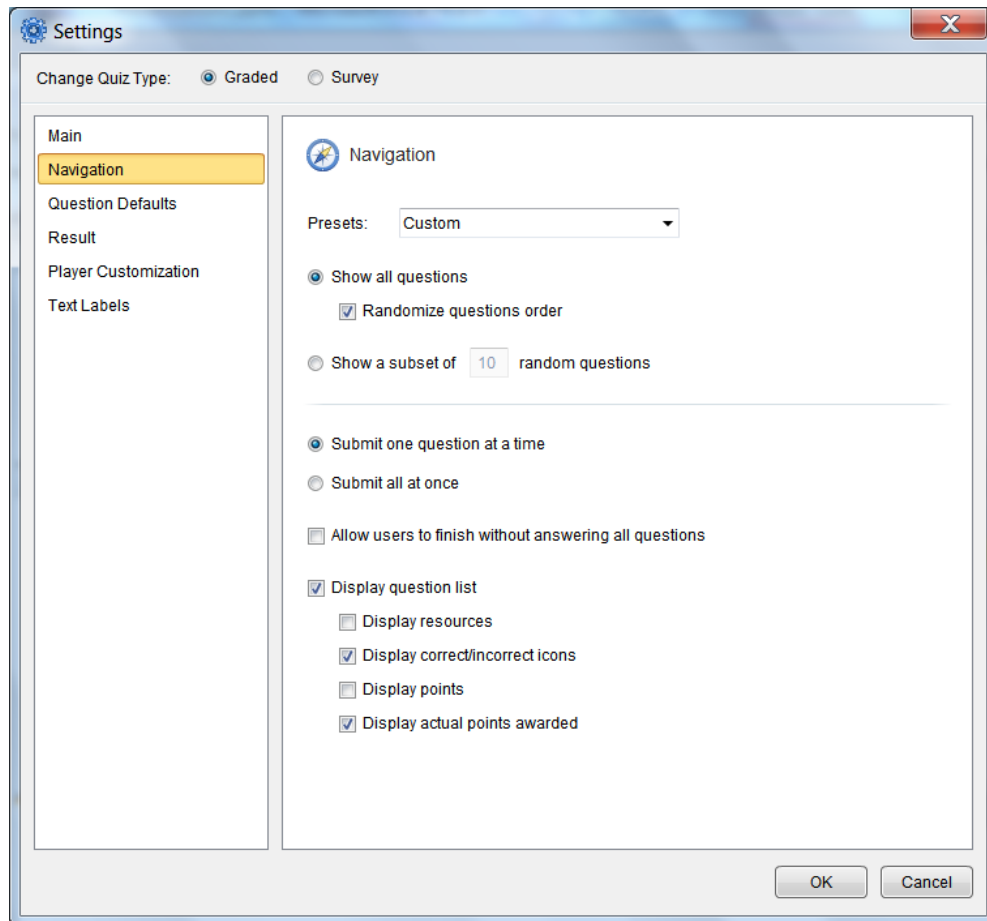 Settings
Change Quiz Type: Graded Survey
Main
Navigation
Question Defaults
Result
Player Customization
Text Labels
Navigation
Presets: Custom
Show all questions
Randomize questions order
Show a subset of 10 random questions
Submit one question at a time
Submit all at once
Allow users to finish without answering all questions
Display question list
Display resources
Display correct/incorrect icons
Display points
Display actual points awarded
OK Cancel